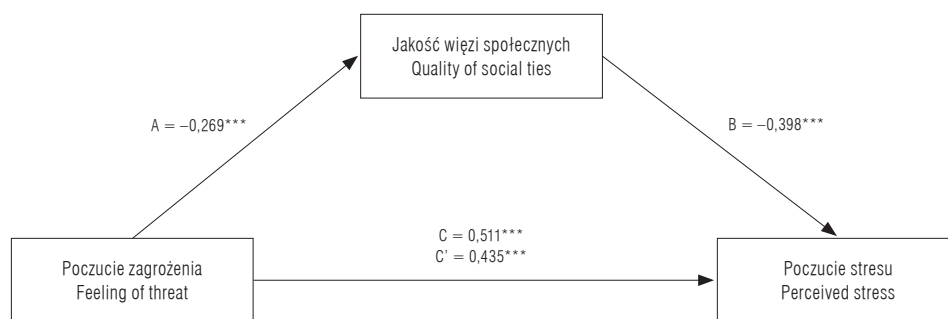 Jakość więzi społecznych
Quality of social ties
A = –0,269***
B = –0,398***
C = 0,511***
C’ = 0,435***
Poczucie zagrożenia
Feeling of threat
Poczucie stresu
Perceived stress